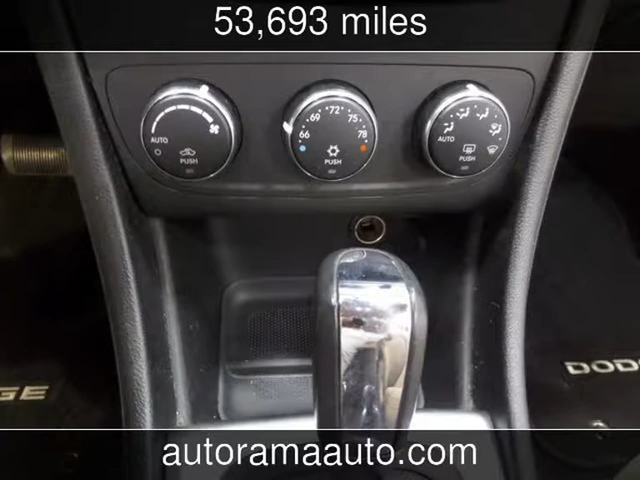 53,693 miles
72
69 75
66 78
AUTO AUTO
PUSH PUSH PUSH
DODG
GE
autoramaauto.com